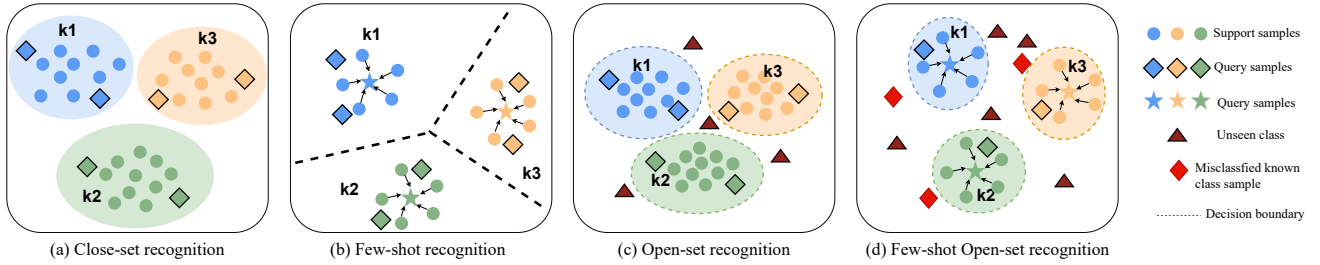 k1
k3
k2
(a) Close-set recognition
k1
k2
k3
(b) Few-shot recognition
k1
k3
k2
(c) Open-set recognition
k1
k3
k2
(d) Few-shot Open-set recognition
Support samples
Query samples
Query samples
Unseen class
Misclassfied known
class sample
Decision boundary